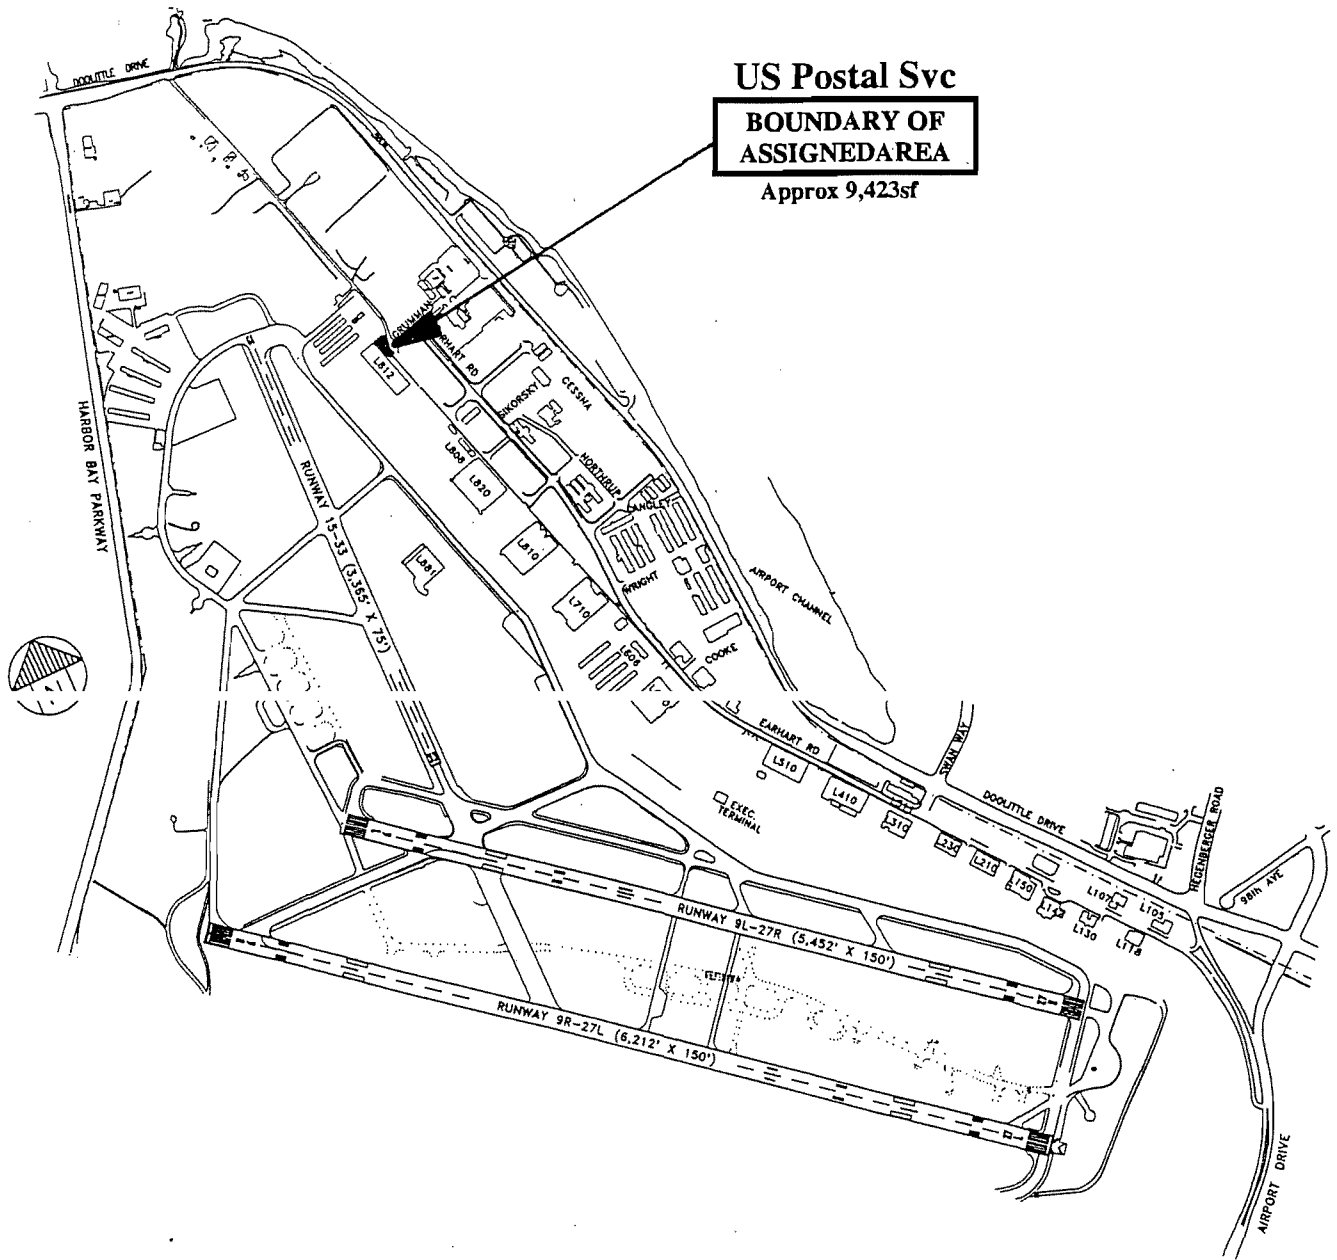 DOOLITTLE DRIVE
US Postal Svc
BOUNDARY OF
ASSIGNEDAREA
Approx 9,423sf
GRUMMAN
L812
EARHART RD
SIKORSKY
CESSNA
HARBOR BAY PARKWAY
L808
L820
NORTHRUP
LANGLEY
RUNWAY 15-33 (3,365' X 75')
L810
L881
WRIGHT
AIRPORT CHANNEL
L710
L606
COOKE
N
EARHART RD
SWAN WAY
L510
L410
EXEC.
TERMINAL
L310
DOOLITTLE DRIVE
HEGENBERGER ROAD
L230
L210
L150
L142
L107
L105
L130
L118
98th AVE
RUNWAY 9L-27R (5,452' X 150')
RUNWAY 9R-27L (6,212' X 150')
AIRPORT DRIVE